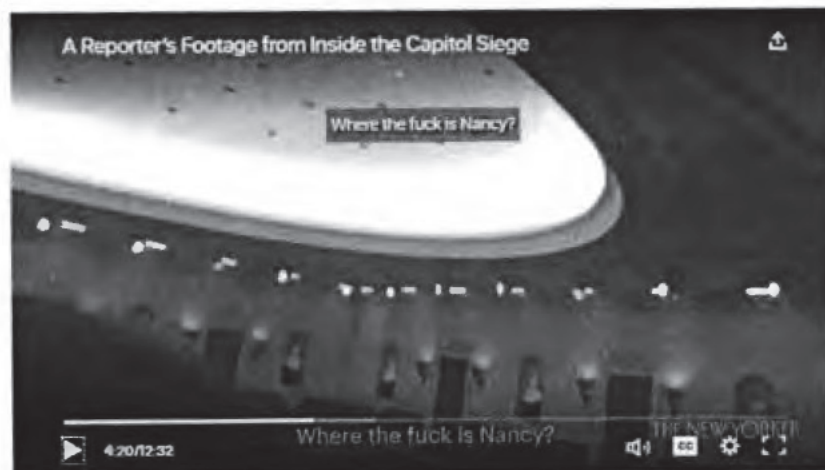 A Reporter's Footage from Inside the Capitol Siege
Where the fuck is Nancy?
Where the fuck is Nancy?
THE NEW YORKER
4:20/12:32
CC